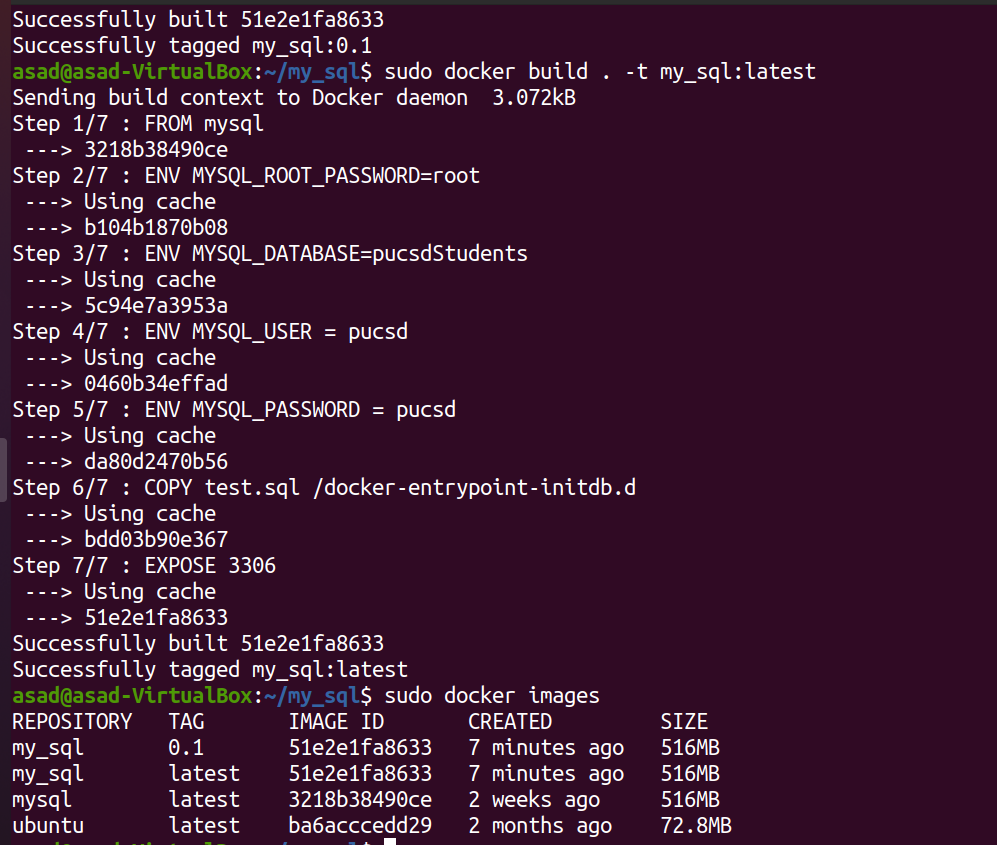 Successfully built 51e2e1fa8633
Successfully tagged my_sql:0.1
asad@asad-VirtualBox:~/my_sql$ sudo docker build . -t my_sql:latest
Sending build context to Docker daemon  3.072kB
Step 1/7 : FROM mysql
 ---> 3218b38490ce
Step 2/7 : ENV MYSQL_ROOT_PASSWORD=root
 ---> Using cache
 ---> b104b1870b08
Step 3/7 : ENV MYSQL_DATABASE=pucsdStudents
 ---> Using cache
 ---> 5c94e7a3953a
Step 4/7 : ENV MYSQL_USER = pucsd
 ---> Using cache
 ---> 0460b34effad
Step 5/7 : ENV MYSQL_PASSWORD = pucsd
 ---> Using cache
 ---> da80d2470b56
Step 6/7 : COPY test.sql /docker-entrypoint-initdb.d
 ---> Using cache
 ---> bdd03b90e367
Step 7/7 : EXPOSE 3306
 ---> Using cache
 ---> 51e2e1fa8633
Successfully built 51e2e1fa8633
Successfully tagged my_sql:latest
asad@asad-VirtualBox:~/my_sql$ sudo docker images
REPOSITORY   TAG       IMAGE ID       CREATED         SIZE
my_sql       0.1       51e2e1fa8633   7 minutes ago   516MB
my_sql       latest    51e2e1fa8633   7 minutes ago   516MB
mysql        latest    3218b38490ce   2 weeks ago     516MB
ubuntu       latest    ba6acccedd29   2 months ago    72.8MB
asad@asad-VirtualBox:~/my_sql$